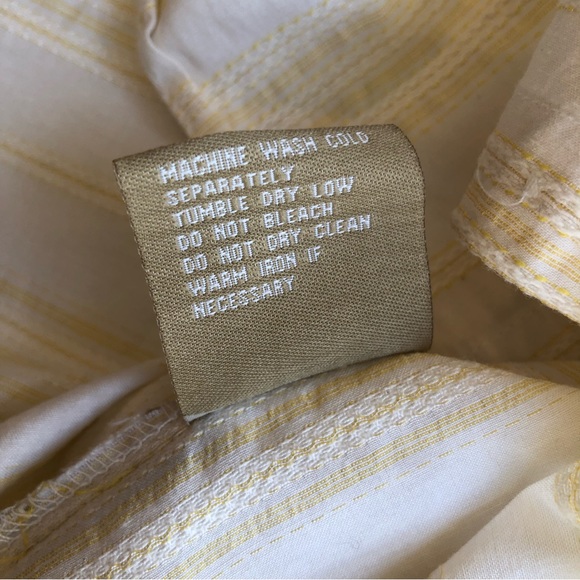 MACHINE WASH COLD
SEPARATELY
TUMBLE DRY LOW
DO NOT BLEACH
DO NOT DRY CLEAN
WARM IRON IF
NECESSARY